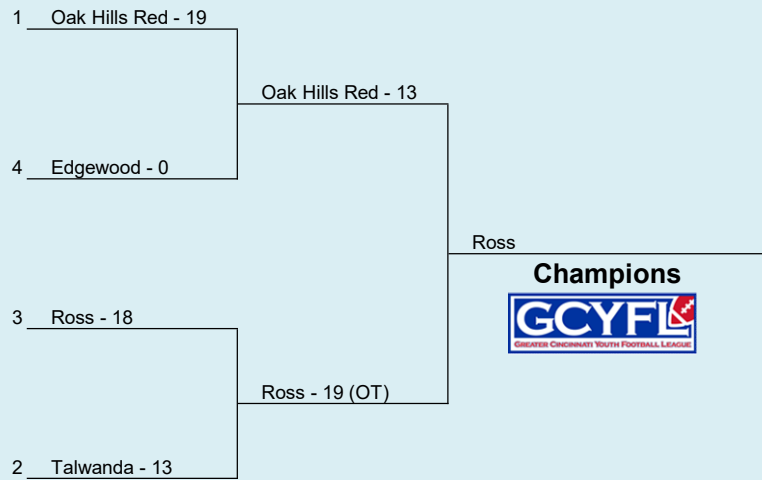 1 Oak Hills Red - 19
Oak Hills Red - 13
4 Edgewood - 0
Ross
Champions
GCYFL
GREATER CINCINNATI YOUTH FOOTBALL LEAGUE
3 Ross - 18
Ross - 19 (OT)
2 Talwanda - 13